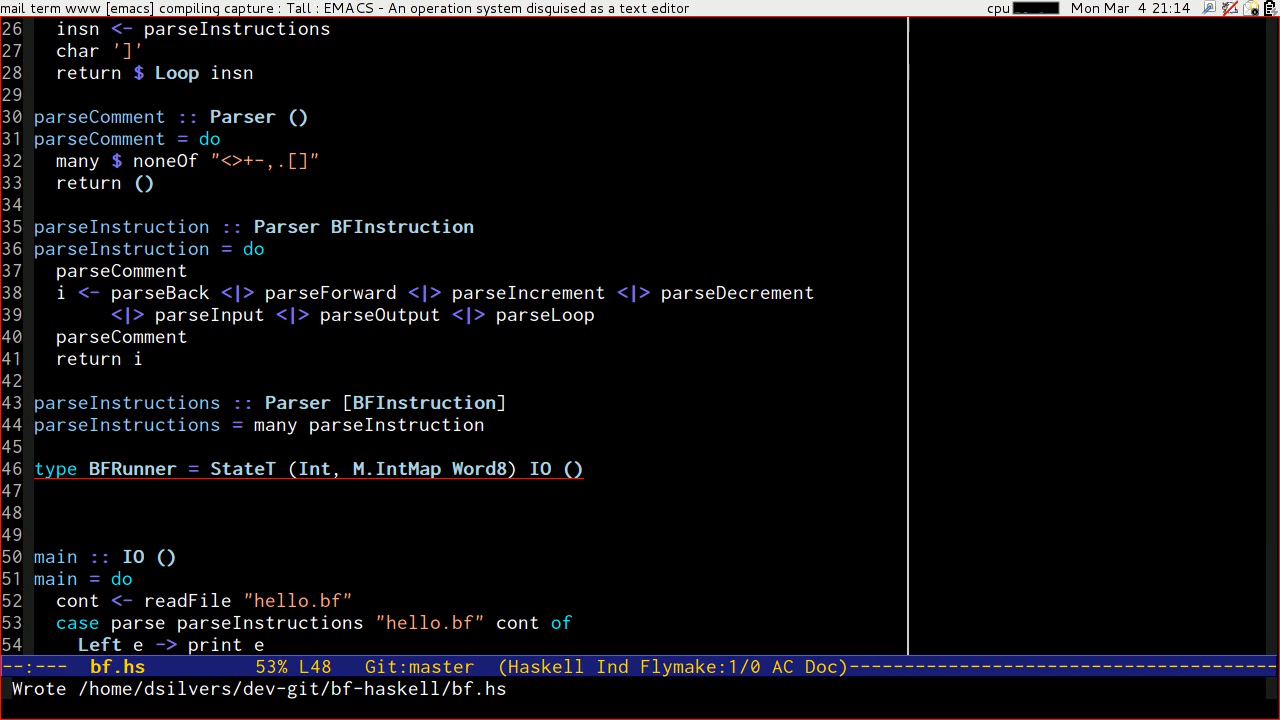 mail term www [emacs] compiling capture : Tall : EMACS - An operation system disguised as a text editor cpu Mon Mar 4 21:14
26   insn <- parseInstructions
27   char ']'
28   return $ Loop insn
29
30 parseComment :: Parser ()
31 parseComment = do
32   many $ noneOf "<>+-,.[]"
33   return ()
34
35 parseInstruction :: Parser BFInstruction
36 parseInstruction = do
37   parseComment
38   i <- parseBack <|> parseForward <|> parseIncrement <|> parseDecrement
39        <|> parseInput <|> parseOutput <|> parseLoop
40   parseComment
41   return i
42
43 parseInstructions :: Parser [BFInstruction]
44 parseInstructions = many parseInstruction
45
46 type BFRunner = StateT (Int, M.IntMap Word8) IO ()
47
48
49
50 main :: IO ()
51 main = do
52   cont <- readFile "hello.bf"
53   case parse parseInstructions "hello.bf" cont of
54     Left e -> print e
--:---  bf.hs          53% L48   Git:master  (Haskell Ind Flymake:1/0 AC Doc)---------------------------------------
Wrote /home/dsilvers/dev-git/bf-haskell/bf.hs